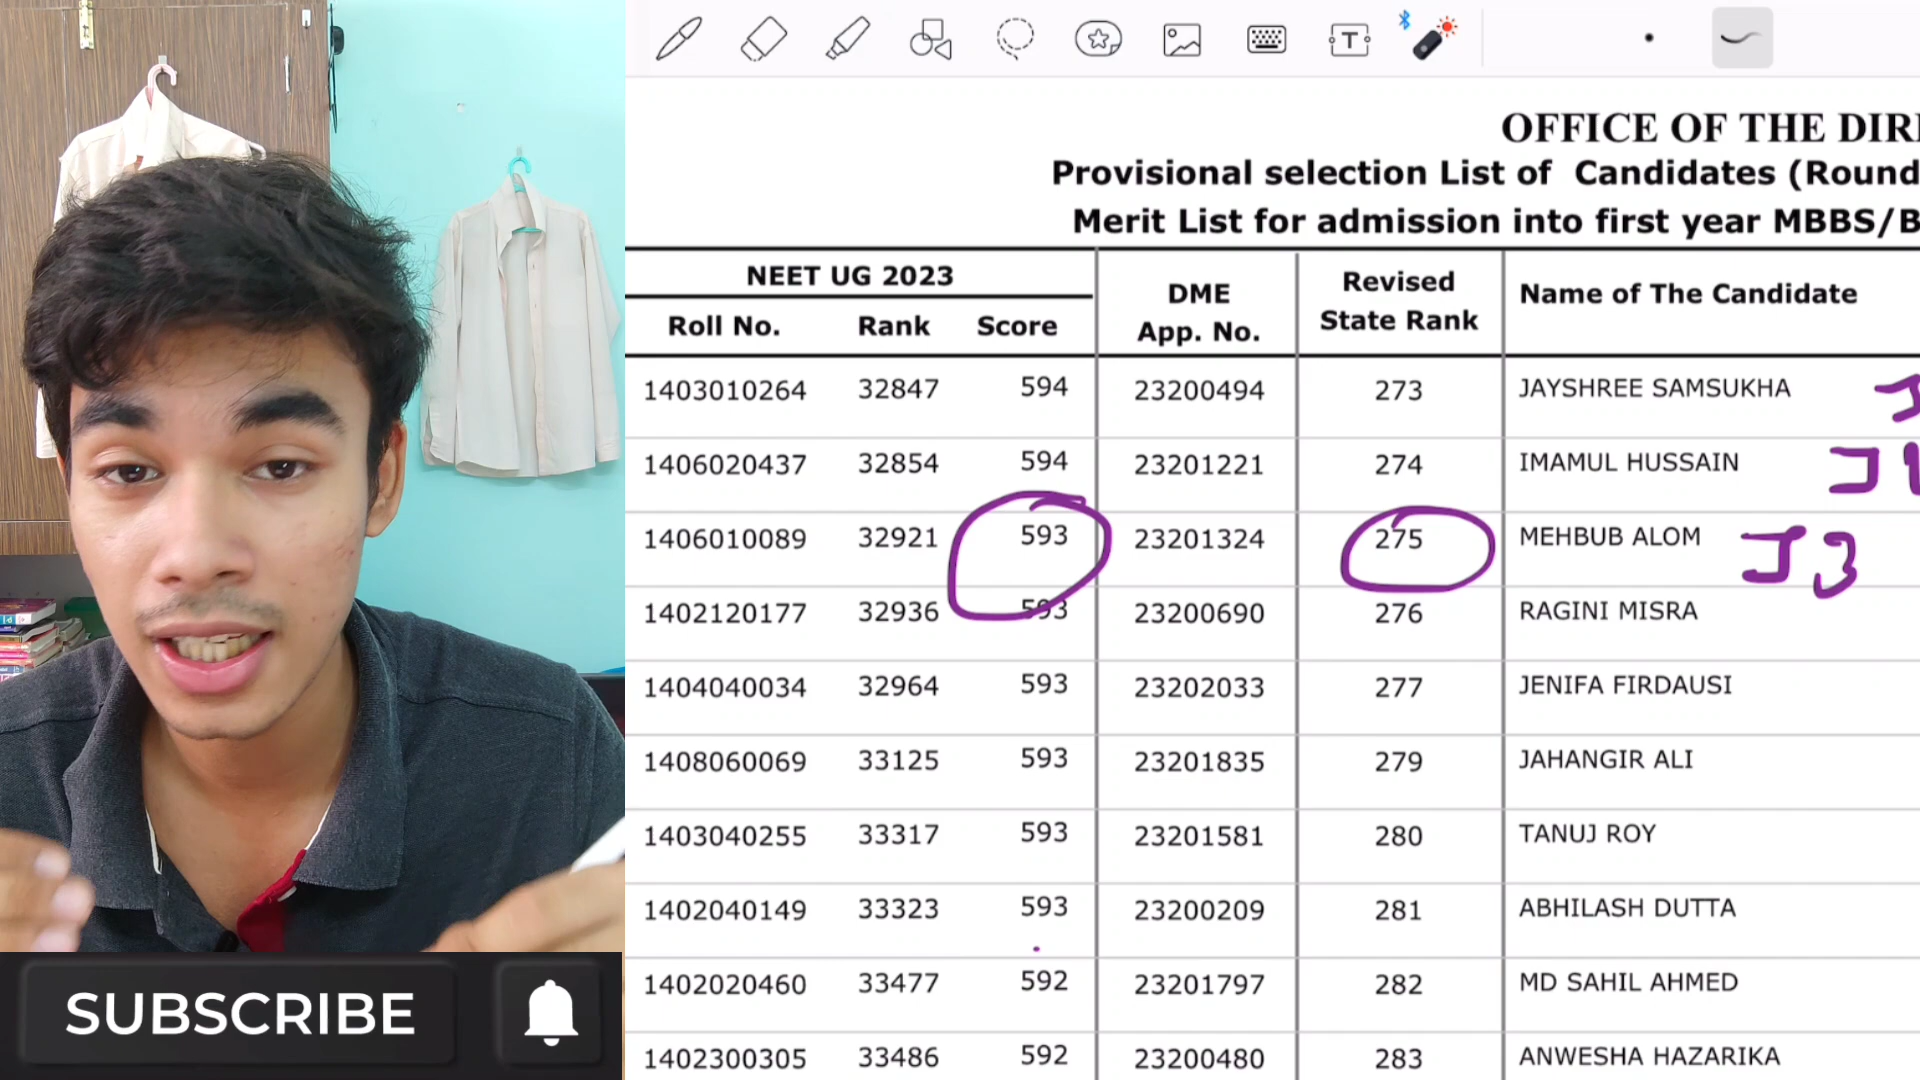 OFFICE OF THE DIR
Provisional selection List of Candidates (Round
Merit List for admission into first year MBBS/B
NEET UG 2023
DME App. No.
Revised State Rank
Name of The Candidate
Roll No. Rank Score
1403010264 32847 594 23200494 273 JAYSHREE SAMSUKHA
1406020437 32854 594 23201221 274 IMAMUL HUSSAIN
1406010089 32921 593 23201324 275 MEHBUB ALOM J3
1402120177 32936 593 23200690 276 RAGINI MISRA
1404040034 32964 593 23202033 277 JENIFA FIRDAUSI
1408060069 33125 593 23201835 279 JAHANGIR ALI
1403040255 33317 593 23201581 280 TANUJ ROY
1402040149 33323 593 23200209 281 ABHILASH DUTTA
1402020460 33477 592 23201797 282 MD SAHIL AHMED
1402300305 33486 592 23200480 283 ANWESHA HAZARIKA
SUBSCRIBE